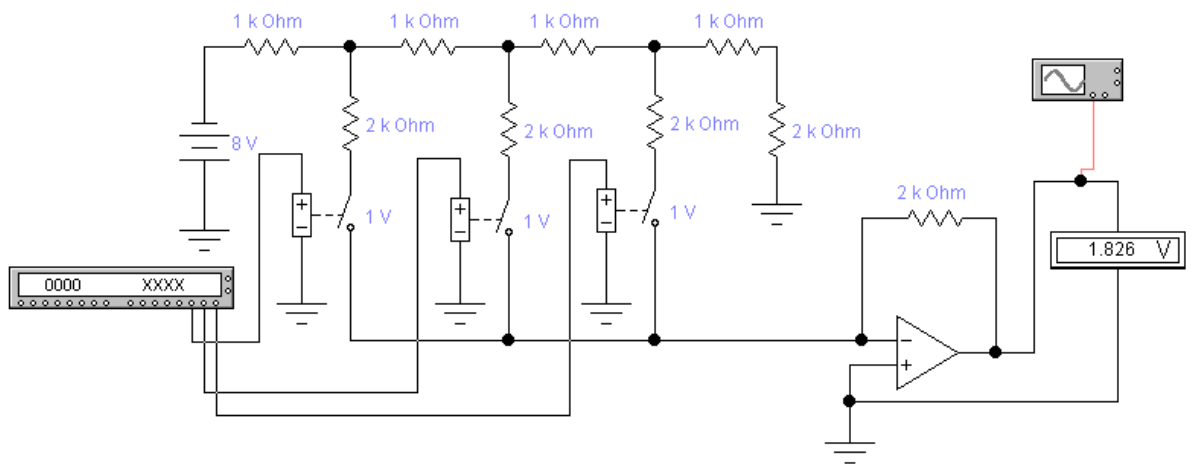 1 k Ohm 1 k Ohm 1 k Ohm 1 k Ohm
2 k Ohm 2 k Ohm 2 k Ohm 2 k Ohm
8 V
2 k Ohm
1 V 1 V 1 V
1.826 V
0000 XXXX